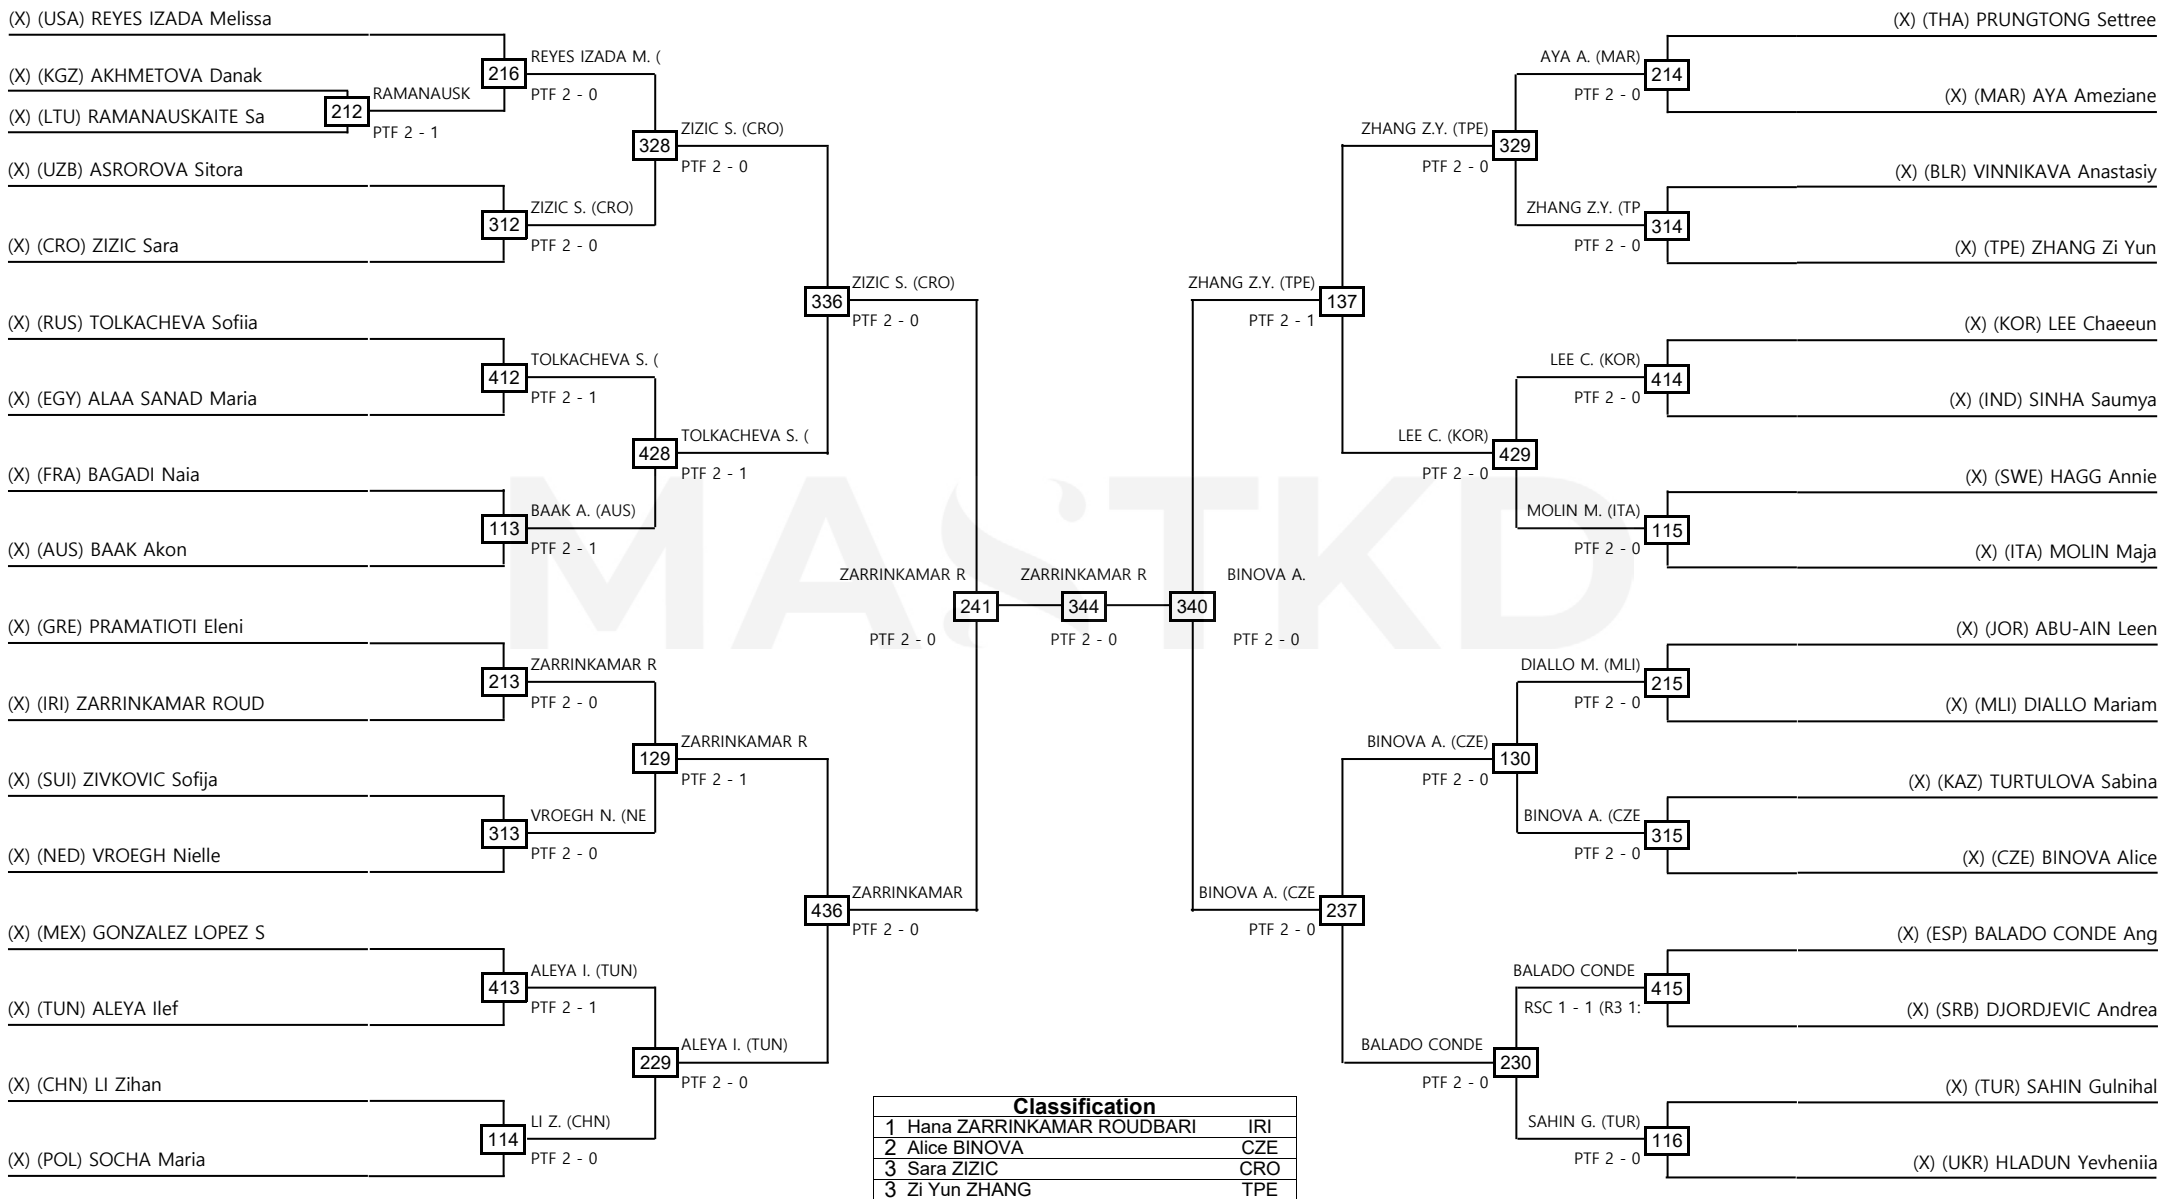 (X) (USA) REYES IZADA Melissa
(X) (KGZ) AKHMETOVA Danak
(X) (LTU) RAMANAUSKAITE Sa
(X) (UZB) ASROROVA Sitora
(X) (CRO) ZIZIC Sara
(X) (RUS) TOLKACHEVA Sofiia
(X) (EGY) ALAA SANAD Maria
(X) (FRA) BAGADI Naia
(X) (AUS) BAAK Akon
(X) (GRE) PRAMATIOTI Eleni
(X) (IRI) ZARRINKAMAR ROUD
(X) (SUI) ZIVKOVIC Sofija
(X) (NED) VROEGH Nielle
(X) (MEX) GONZALEZ LOPEZ S
(X) (TUN) ALEYA Ilef
(X) (CHN) LI Zihan
(X) (POL) SOCHA Maria
212
RAMANAUSK
PTF 2 - 1
216
REYES IZADA M. (
PTF 2 - 0
312
ZIZIC S. (CRO)
PTF 2 - 0
412
TOLKACHEVA S. (
PTF 2 - 1
113
BAAK A. (AUS)
PTF 2 - 1
213
ZARRINKAMAR R
PTF 2 - 0
313
VROEGH N. (NE
PTF 2 - 0
413
ALEYA I. (TUN)
PTF 2 - 1
114
LI Z. (CHN)
PTF 2 - 0
328
ZIZIC S. (CRO)
PTF 2 - 0
428
TOLKACHEVA S. (
PTF 2 - 1
129
ZARRINKAMAR R
PTF 2 - 1
229
ALEYA I. (TUN)
PTF 2 - 0
336
ZIZIC S. (CRO)
PTF 2 - 0
436
ZARRINKAMAR
PTF 2 - 0
ZARRINKAMAR R
241
PTF 2 - 0
ZARRINKAMAR R
344
PTF 2 - 0
BINOVA A.
340
PTF 2 - 0
MASTKD
ZHANG Z.Y. (TPE)
137
PTF 2 - 1
BINOVA A. (CZE
237
PTF 2 - 0
ZHANG Z.Y. (TPE)
329
PTF 2 - 0
LEE C. (KOR)
429
PTF 2 - 0
BINOVA A. (CZE)
130
PTF 2 - 0
BALADO CONDE
230
PTF 2 - 0
AYA A. (MAR)
214
PTF 2 - 0
ZHANG Z.Y. (TP
314
PTF 2 - 0
LEE C. (KOR)
414
PTF 2 - 0
MOLIN M. (ITA)
115
PTF 2 - 0
DIALLO M. (MLI)
215
PTF 2 - 0
BINOVA A. (CZE
315
PTF 2 - 0
BALADO CONDE
415
RSC 1 - 1 (R3 1:
SAHIN G. (TUR)
116
PTF 2 - 0
(X) (THA) PRUNGTONG Settree
(X) (MAR) AYA Ameziane
(X) (BLR) VINNIKAVA Anastasiy
(X) (TPE) ZHANG Zi Yun
(X) (KOR) LEE Chaeeun
(X) (IND) SINHA Saumya
(X) (SWE) HAGG Annie
(X) (ITA) MOLIN Maja
(X) (JOR) ABU-AIN Leen
(X) (MLI) DIALLO Mariam
(X) (KAZ) TURTULOVA Sabina
(X) (CZE) BINOVA Alice
(X) (ESP) BALADO CONDE Ang
(X) (SRB) DJORDJEVIC Andrea
(X) (TUR) SAHIN Gulnihal
(X) (UKR) HLADUN Yevheniia
Classification
1 Hana ZARRINKAMAR ROUDBARI IRI
2 Alice BINOVA CZE
3 Sara ZIZIC CRO
3 Zi Yun ZHANG TPE